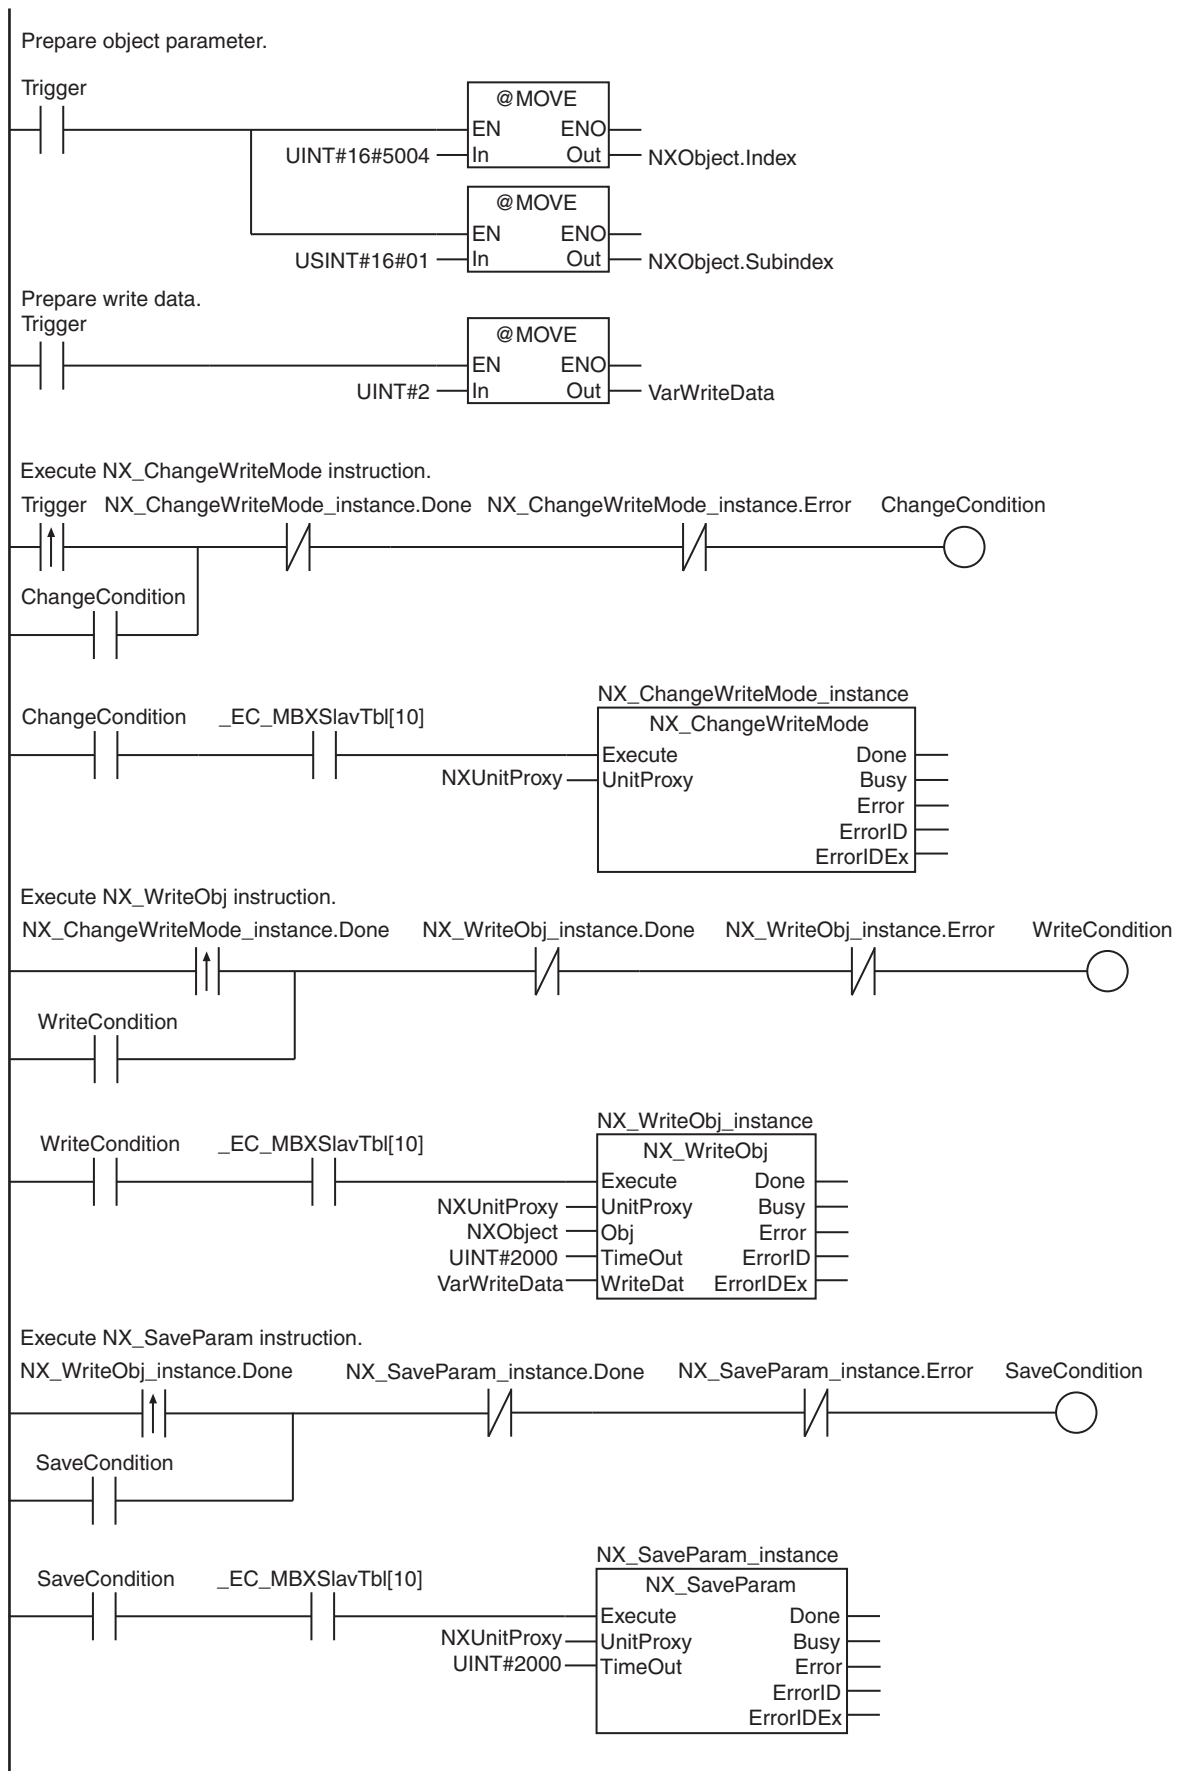 Prepare object parameter.
Trigger
@MOVE
EN ENO
UINT#16#5004 In Out NXObject.Index
@MOVE
EN ENO
USINT#16#01 In Out NXObject.Subindex
Prepare write data.
Trigger
@MOVE
EN ENO
UINT#2 In Out VarWriteData
Execute NX_ChangeWriteMode instruction.
Trigger NX_ChangeWriteMode_instance.Done NX_ChangeWriteMode_instance.Error ChangeCondition
ChangeCondition
NX_ChangeWriteMode_instance
ChangeCondition _EC_MBXSlavTbl[10] NX_ChangeWriteMode
Execute Done
NXUnitProxy UnitProxy Busy
Error
ErrorID
ErrorIDEx
Execute NX_WriteObj instruction.
NX_ChangeWriteMode_instance.Done NX_WriteObj_instance.Done NX_WriteObj_instance.Error WriteCondition
WriteCondition
NX_WriteObj_instance
WriteCondition _EC_MBXSlavTbl[10] NX_WriteObj
Execute Done
NXUnitProxy UnitProxy Busy
NXObject Obj Error
UINT#2000 TimeOut ErrorID
VarWriteData WriteDat ErrorIDEx
Execute NX_SaveParam instruction.
NX_WriteObj_instance.Done NX_SaveParam_instance.Done NX_SaveParam_instance.Error SaveCondition
SaveCondition
NX_SaveParam_instance
SaveCondition _EC_MBXSlavTbl[10] NX_SaveParam
Execute Done
NXUnitProxy UnitProxy Busy
UINT#2000 TimeOut Error
ErrorID
ErrorIDEx